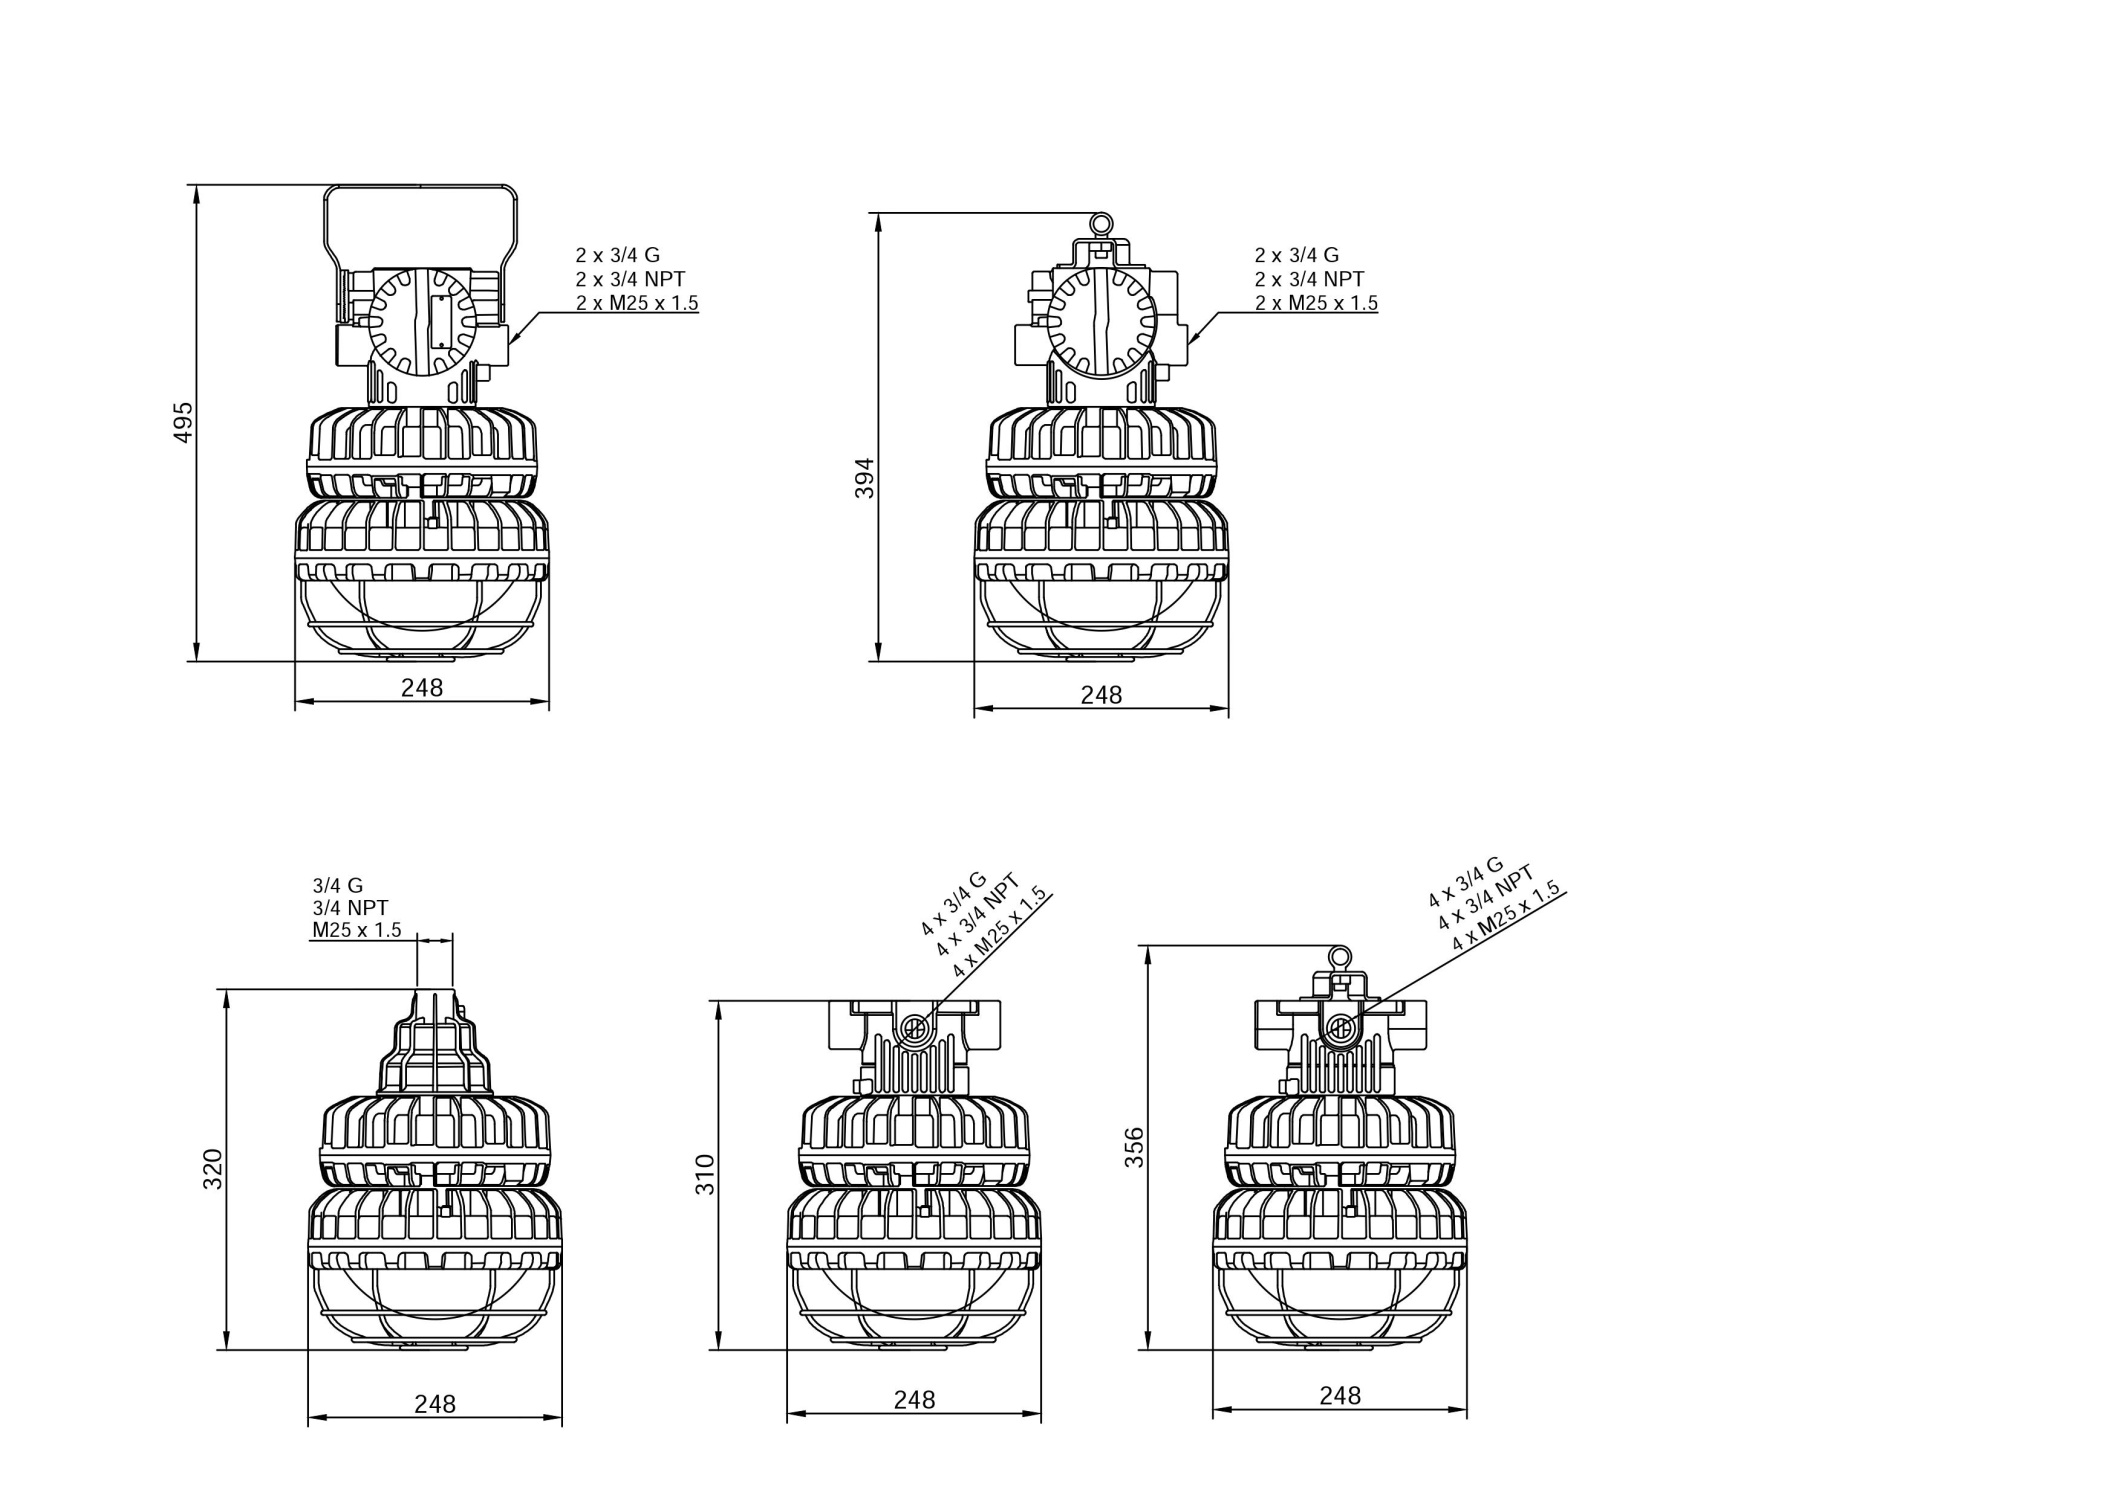 2 x 3/4 G
2 x 3/4 NPT
2 x M25 x 1.5
495
248
2 x 3/4 G
2 x 3/4 NPT
2 x M25 x 1.5
394
248
3/4 G
3/4 NPT
M25 x 1.5
320
248
4 x 3/4 G
4 x 3/4 NPT
4 x M25 x 1.5
310
248
4 x 3/4 G
4 x 3/4 NPT
4 x M25 x 1.5
356
248